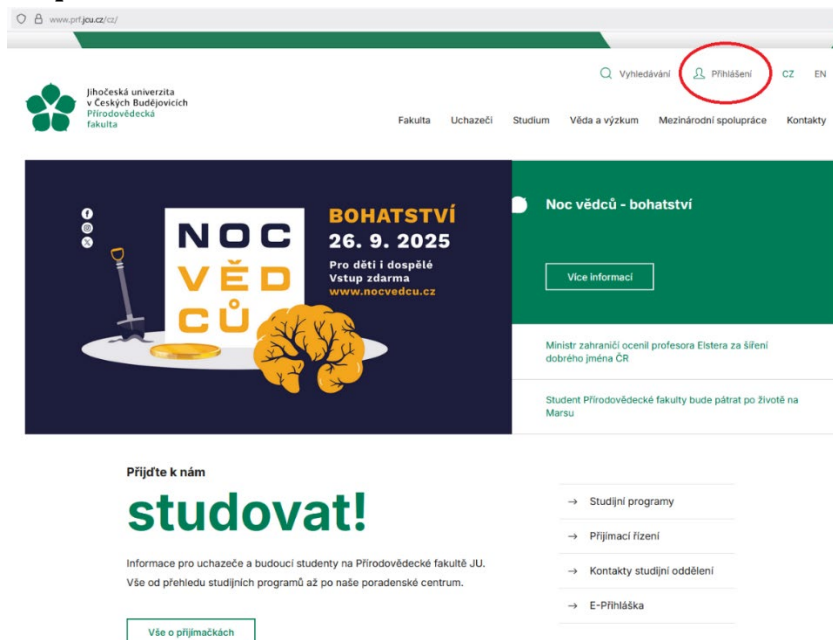 www.prf.jcu.cz/cz/
Vyhledávání
Přihlášení
CZ
EN
Jihočeská univerzita
v Českých Budějovicích
Přírodovědecká
fakulta
Fakulta
Uchazeči
Studium
Věda a výzkum
Mezinárodní spolupráce
Kontakty
NOC
VĚD
CŮ
BOHATSTVÍ
26. 9. 2025
Pro děti i dospělé
Vstup zdarma
www.nocvedcu.cz
Noc vědců - bohatství
Více informací
Ministr zahraničí ocenil profesora Elstera za šíření
dobrého jména ČR
Student Přírodovědecké fakulty bude pátrat po životě na
Marsu
Přijďte k nám
studovat!
Informace pro uchazeče a budoucí studenty na Přírodovědecké fakultě JU.
Vše od přehledu studijních programů až po naše poradenské centrum.
Vše o přijímačkách
→ Studijní programy
→ Přijímací řízení
→ Kontakty studijní oddělení
→ E-Přihláška